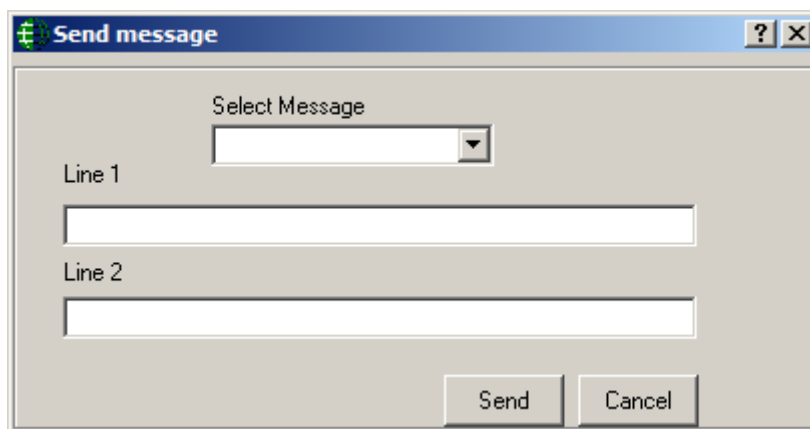 Send message
Select Message
Line 1
Line 2
Send Cancel